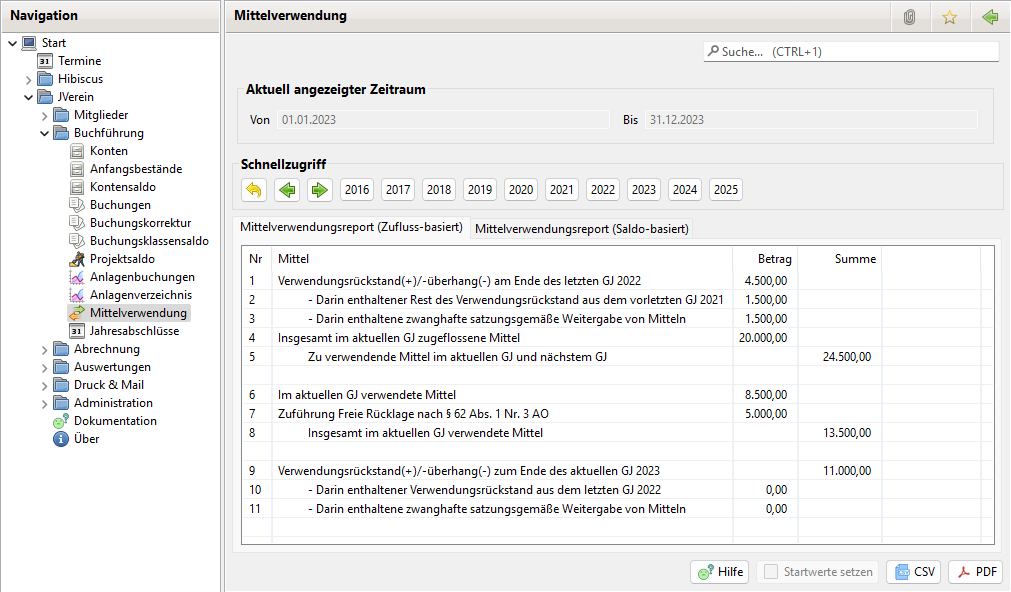 Navigation
Start
31 Termine
Hibiscus
JVerein
Mitglieder
Buchführung
Konten
Anfangsbestände
Kontensaldo
Buchungen
Buchungskorrektur
Buchungsklassensaldo
Projektsaldo
Anlagenbuchungen
Anlagenverzeichnis
Mittelverwendung
31 Jahresabschlüsse
Abrechnung
Auswertungen
Druck & Mail
Administration
Dokumentation
i Über
Mittelverwendung
Suche... (CTRL+1)
Aktuell angezeigter Zeitraum
Von 01.01.2023 Bis 31.12.2023
Schnellzugriff
2016 2017 2018 2019 2020 2021 2022 2023 2024 2025
Mittelverwendungsreport (Zufluss-basiert) Mittelverwendungsreport (Saldo-basiert)
Nr Mittel Betrag Summe
1 Verwendungsrückstand(+)/-überhang(-) am Ende des letzten GJ 2022 4.500,00
2 - Darin enthaltener Rest des Verwendungsrückstand aus dem vorletzten GJ 2021 1.500,00
3 - Darin enthaltene zwanghafte satzungsgemäße Weitergabe von Mitteln 1.500,00
4 Insgesamt im aktuellen GJ zugeflossene Mittel 20.000,00
5 Zu verwendende Mittel im aktuellen GJ und nächstem GJ 24.500,00
6 Im aktuellen GJ verwendete Mittel 8.500,00
7 Zuführung Freie Rücklage nach § 62 Abs. 1 Nr. 3 AO 5.000,00
8 Insgesamt im aktuellen GJ verwendete Mittel 13.500,00
9 Verwendungsrückstand(+)/-überhang(-) zum Ende des aktuellen GJ 2023 11.000,00
10 - Darin enthaltener Verwendungsrückstand aus dem letzten GJ 2022 0,00
11 - Darin enthaltene zwanghafte satzungsgemäße Weitergabe von Mitteln 0,00
Hilfe Startwerte setzen CSV PDF